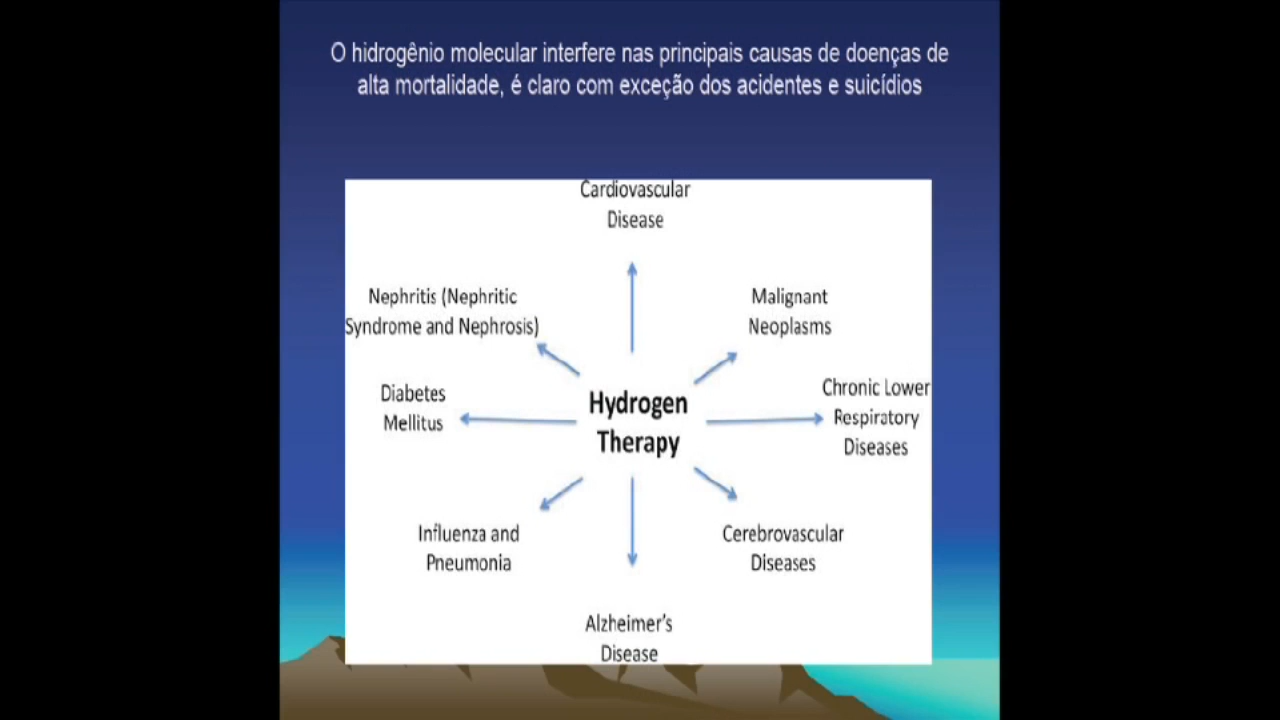 O hidrogênio molecular interfere nas principais causas de doenças de
alta mortalidade, é claro com exceção dos acidentes e suicídios
Cardiovascular
Disease
Nephritis (Nephritic
Syndrome and Nephrosis)
Malignant
Neoplasms
Diabetes
Mellitus
Hydrogen
Therapy
Chronic Lower
Respiratory
Diseases
Influenza and
Pneumonia
Cerebrovascular
Diseases
Alzheimer's
Disease